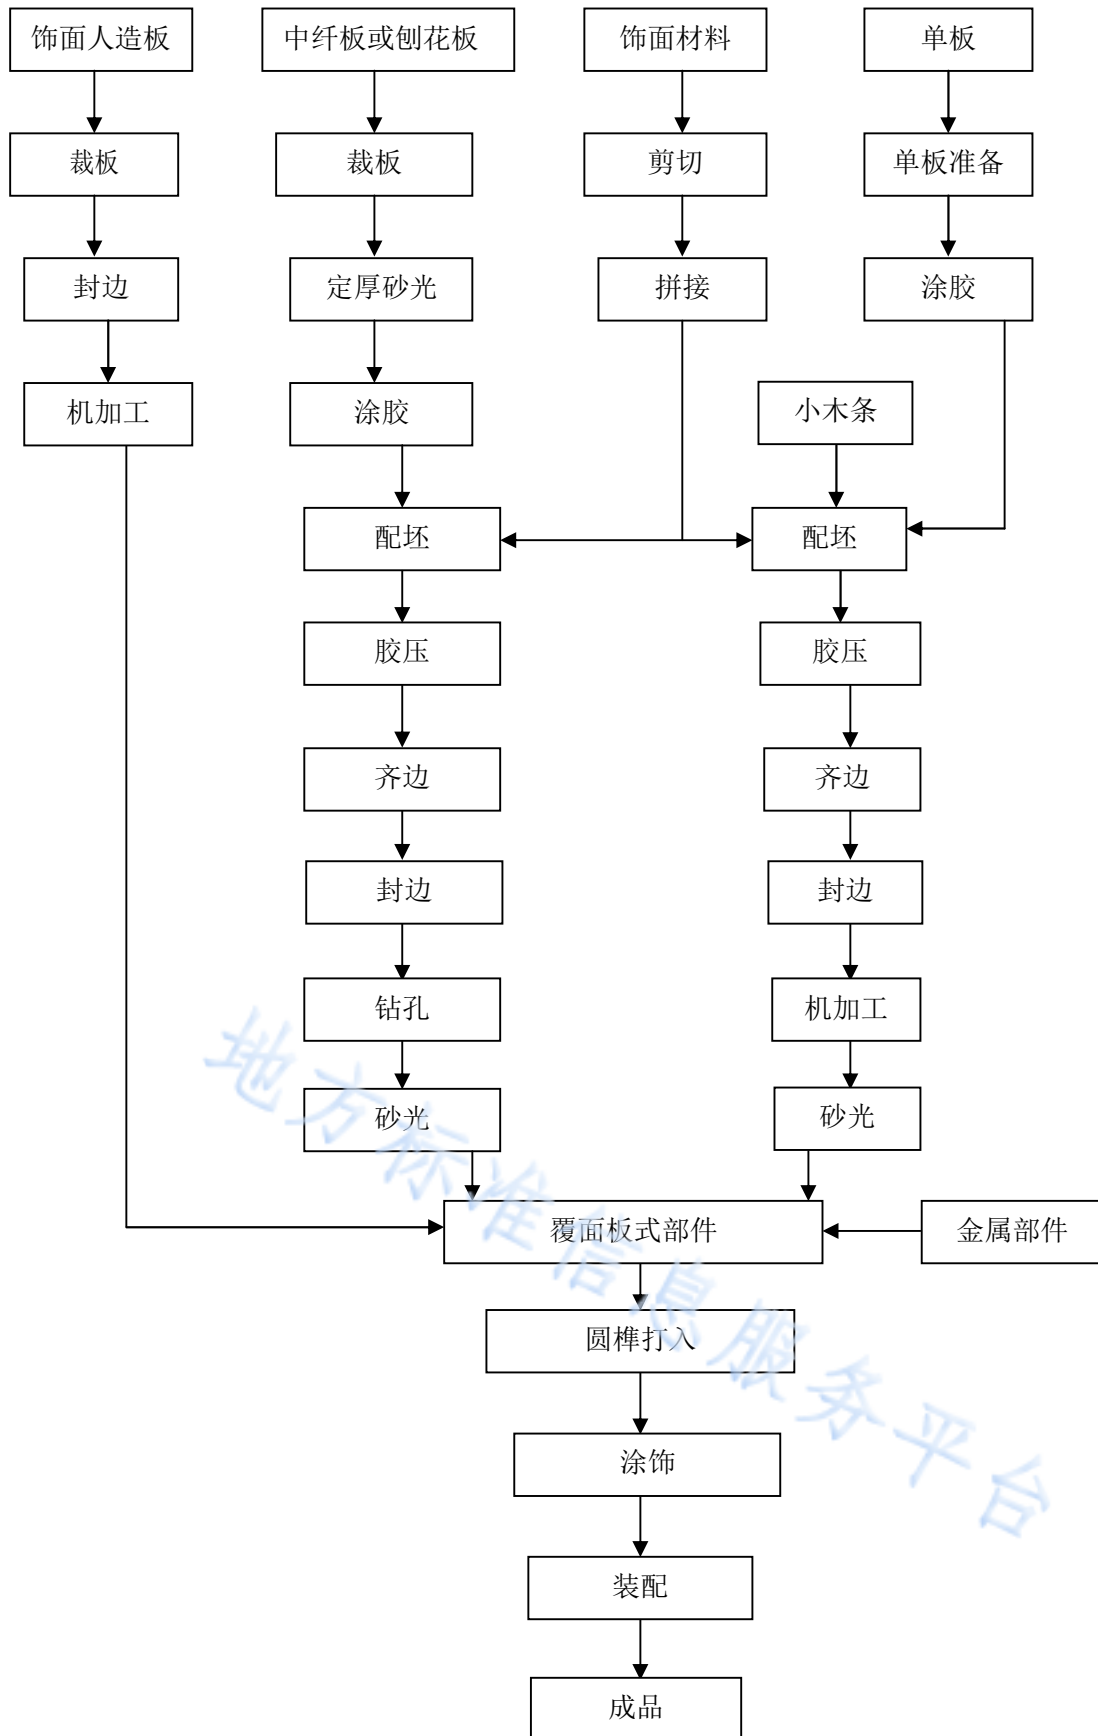 饰面人造板
中纤板或刨花板
饰面材料
单板
裁板
裁板
剪切
单板准备
封边
定厚砂光
拼接
涂胶
机加工
涂胶
小木条
配坯
配坯
胶压
胶压
齐边
齐边
封边
封边
钻孔
机加工
砂光
砂光
覆面板式部件
金属部件
圆榫打入
涂饰
装配
成品
地方标准信息服务平台